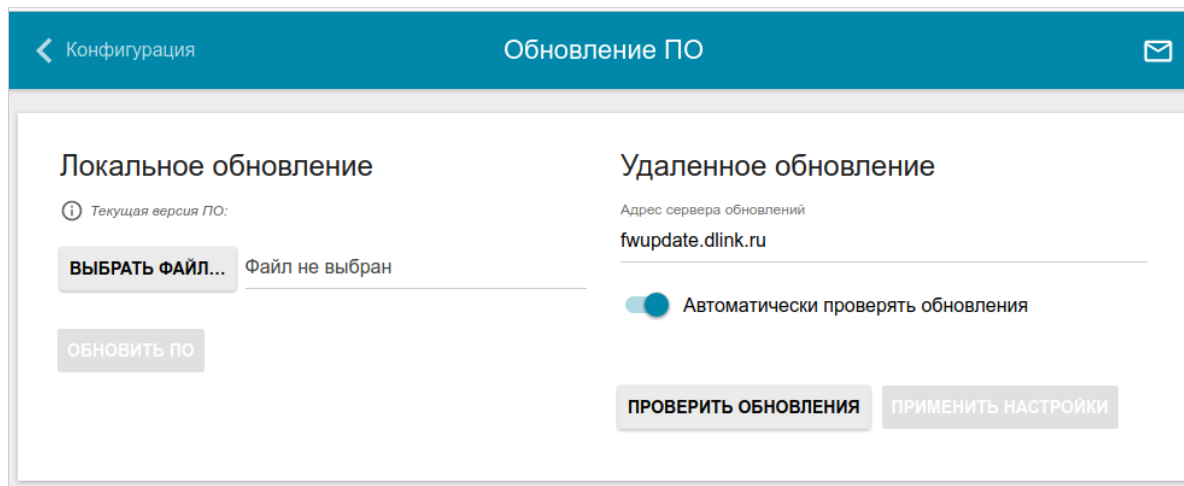 Конфигурация
Обновление ПО
Локальное обновление
Текущая версия ПО:
ВЫБРАТЬ ФАЙЛ...
Файл не выбран
ОБНОВИТЬ ПО
Удаленное обновление
Адрес сервера обновлений
fwupdate.dlink.ru
Автоматически проверять обновления
ПРОВЕРИТЬ ОБНОВЛЕНИЯ
ПРИМЕНИТЬ НАСТРОЙКИ